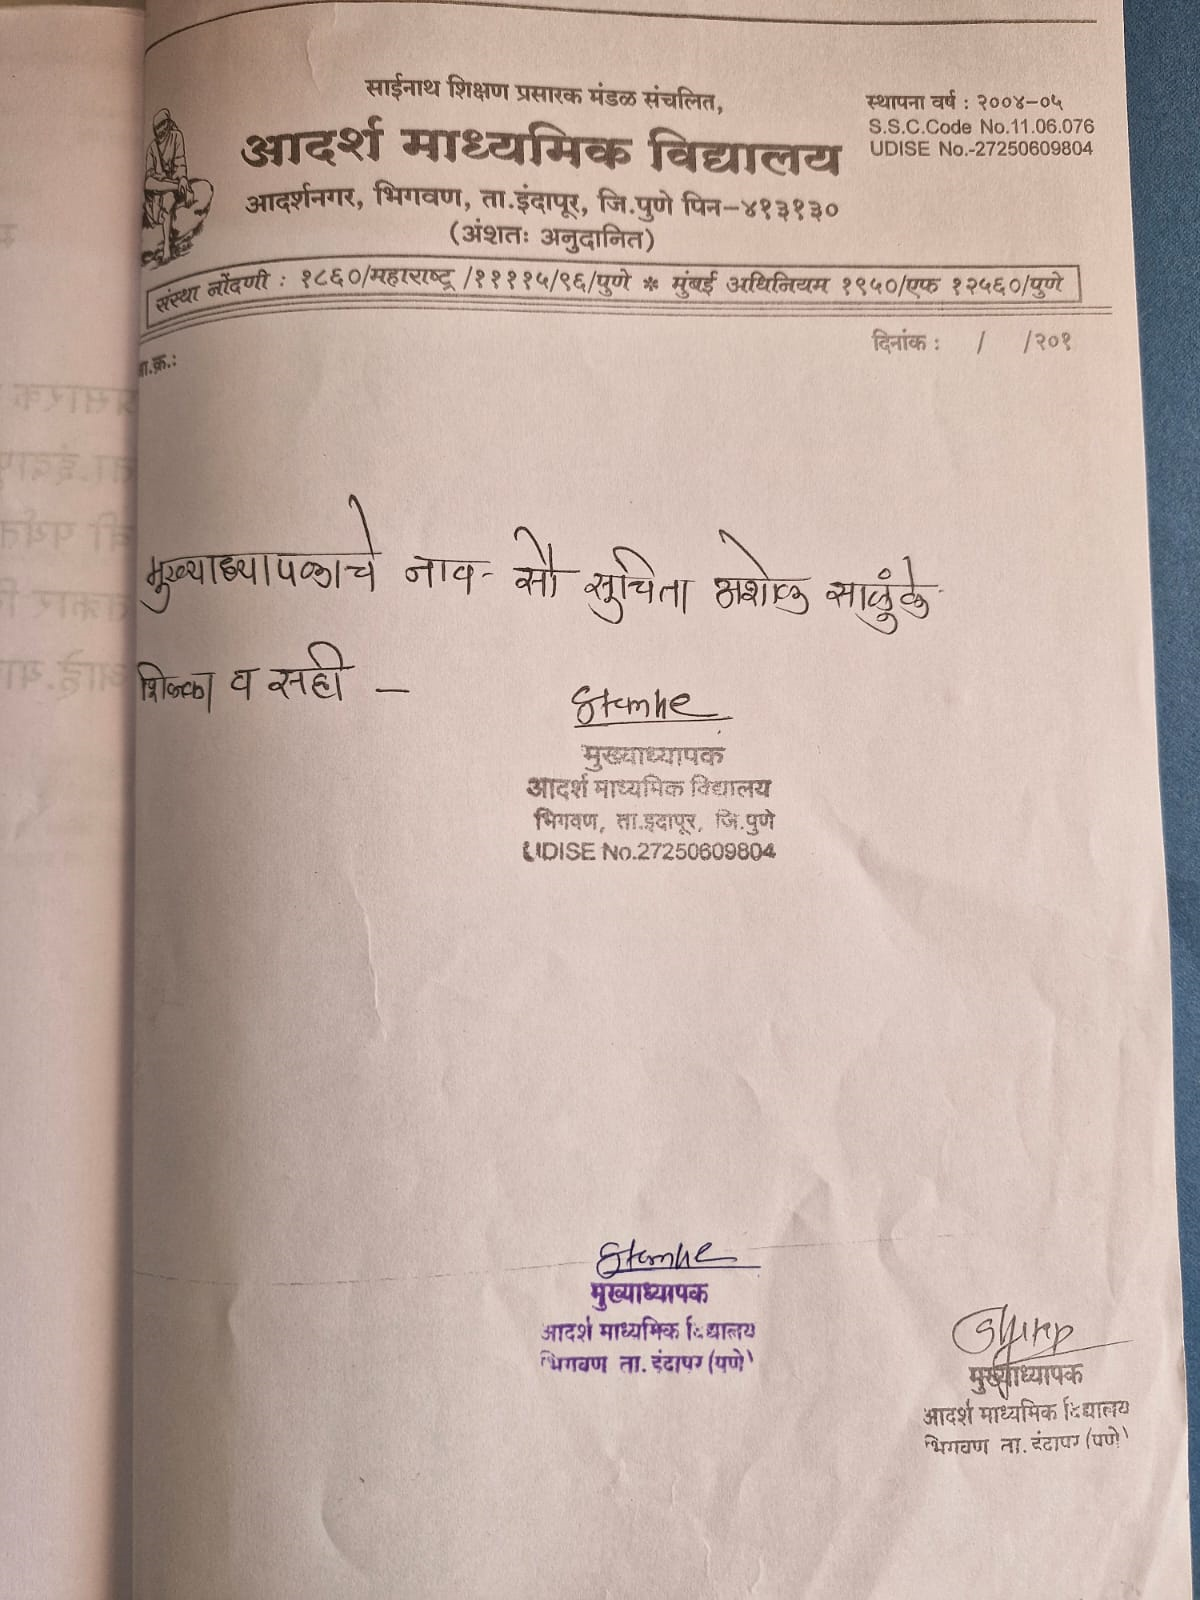 साईनाथ शिक्षण प्रसारक मंडळ संचलित,
आदर्श माध्यमिक विद्यालय
आदर्शनगर, भिगवण, ता.इंदापूर, जि.पुणे पिन-४१३१३०
(अंशतः अनुदानित)
स्थापना वर्ष : २००४-०५
S.S.C.Code No.11.06.076
UDISE No.-27250609804
संस्था नोंदणी : १८६०/महाराष्ट्र /११११५/९६/पुणे * मुंबई अधिनियम १९५०/एफ १२५६०/पुणे
दिनांक : / /२०१
मुख्याध्यापकाचे नाव- सौ सुचिता अशोक साळुंके
शिक्का व सही -
मुख्याध्यापक
आदर्श माध्यमिक विद्यालय
भिगवण, ता.इंदापूर, जि.पुणे
UDISE No.27250609804
मुख्याध्यापक
आदर्श माध्यमिक विद्यालय
भिगवण ता. इंदापूर (पुणे)
मुख्याध्यापक
आदर्श माध्यमिक विद्यालय
भिगवण ता. इंदापूर (पुणे)